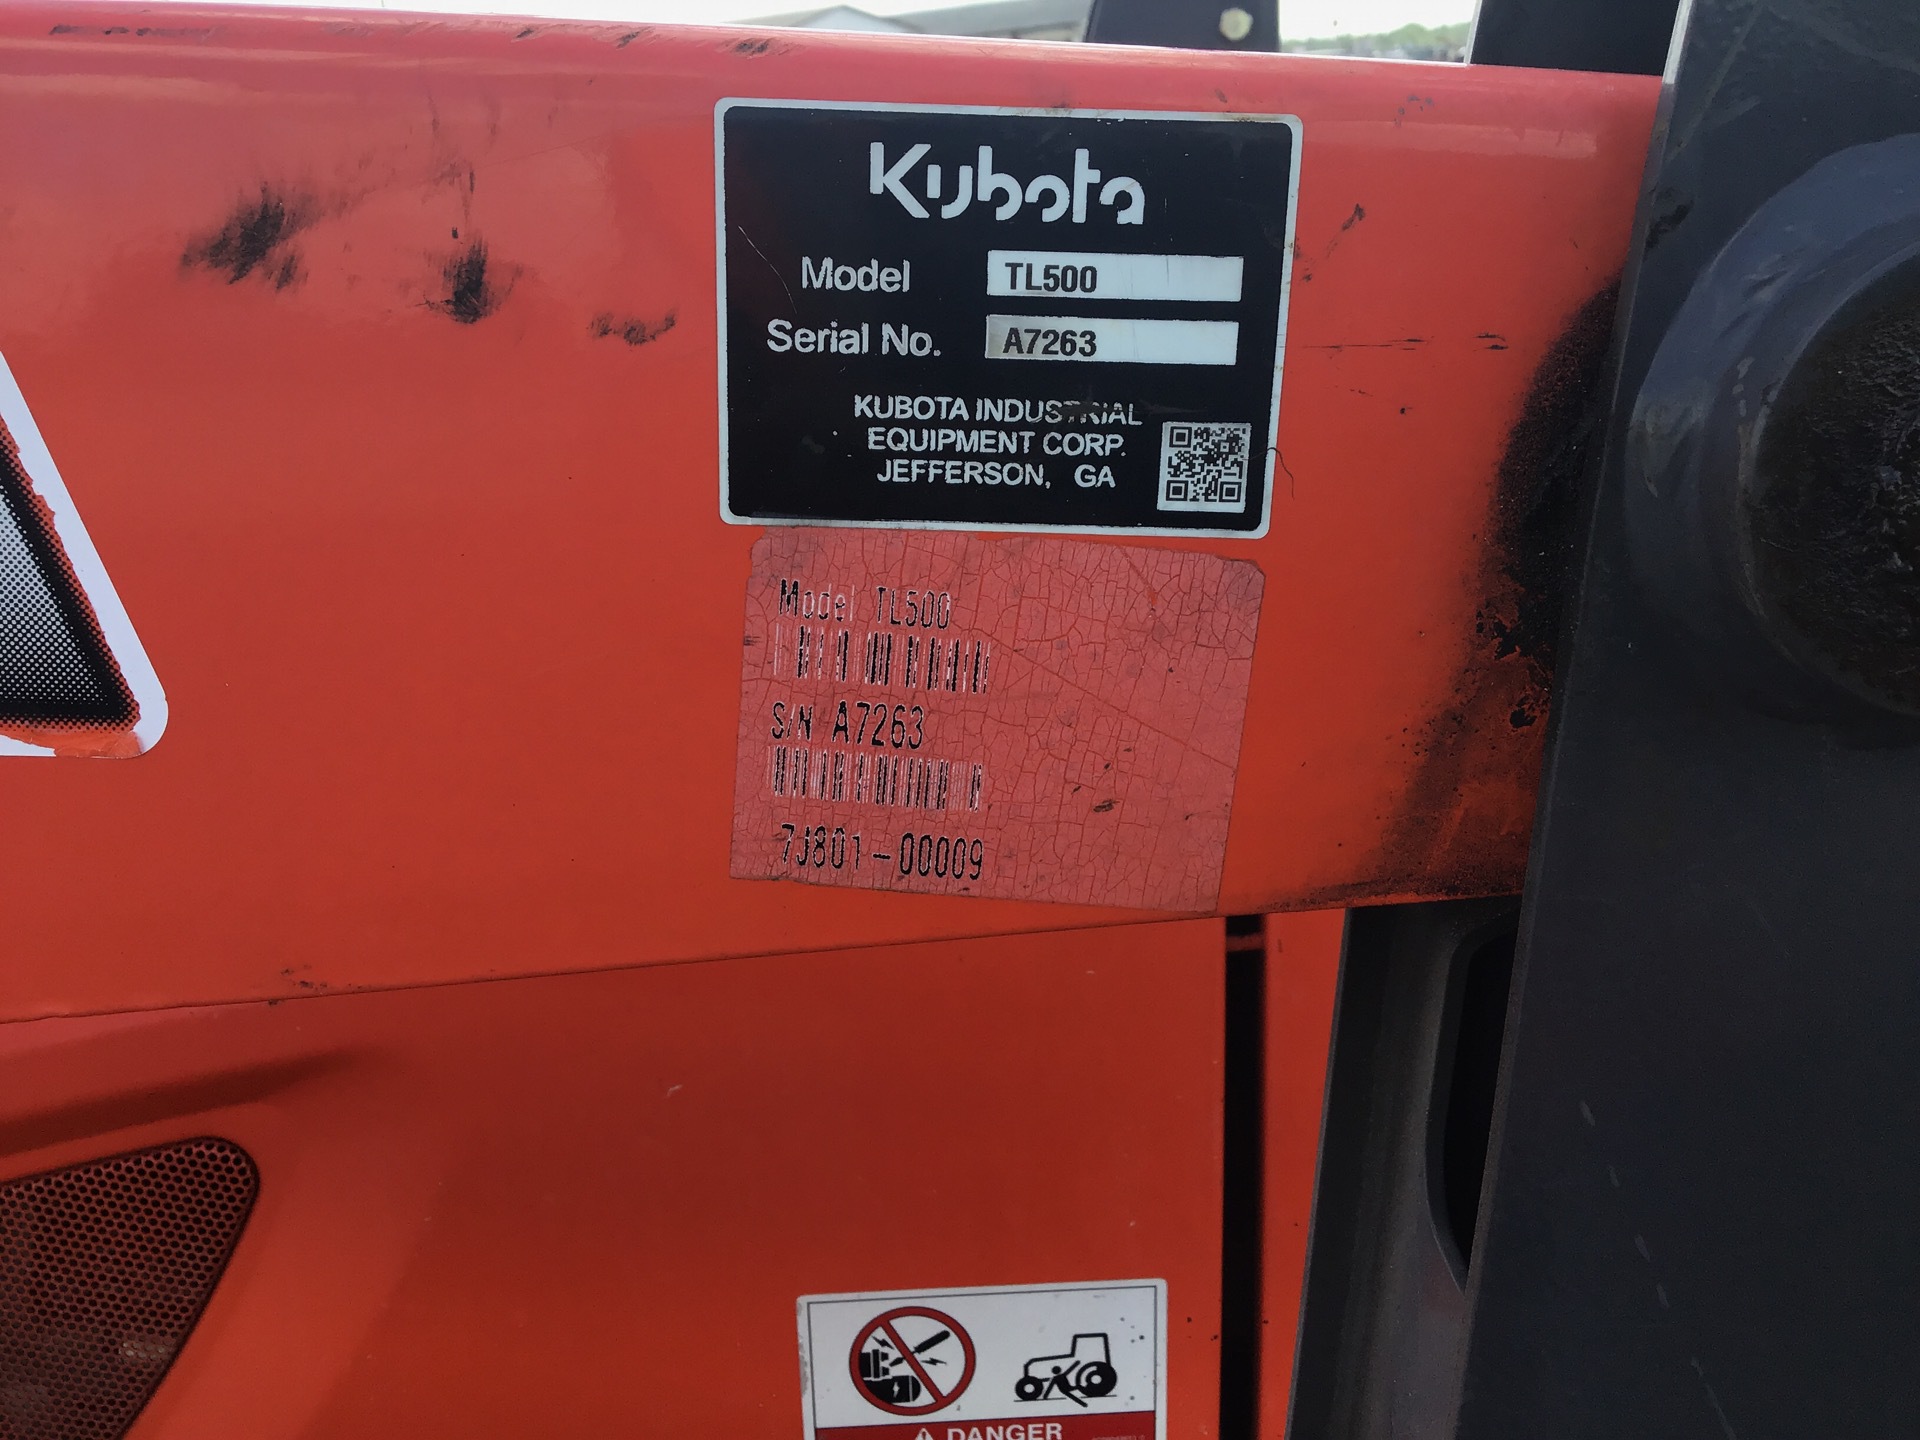 Kubota
Model TL500
Serial No. A7263
KUBOTA INDUSTRIAL
EQUIPMENT CORP.
JEFFERSON, GA
Model TL500
S/N A7263
7J801-00009
DANGER